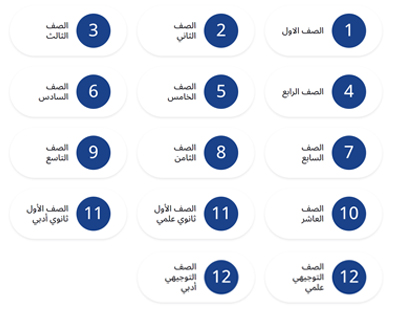 1
الصف الاول
2
الصف
الثاني
3
الصف
الثالث
4
الصف الرابع
5
الصف
الخامس
6
الصف
السادس
7
الصف
السابع
8
الصف
الثامن
9
الصف
التاسع
10
الصف
العاشر
11
الصف الأول
ثانوي علمي
11
الصف الأول
ثانوي أدبي
12
الصف
التوجيهي
علمي
12
الصف
التوجيهي
أدبي